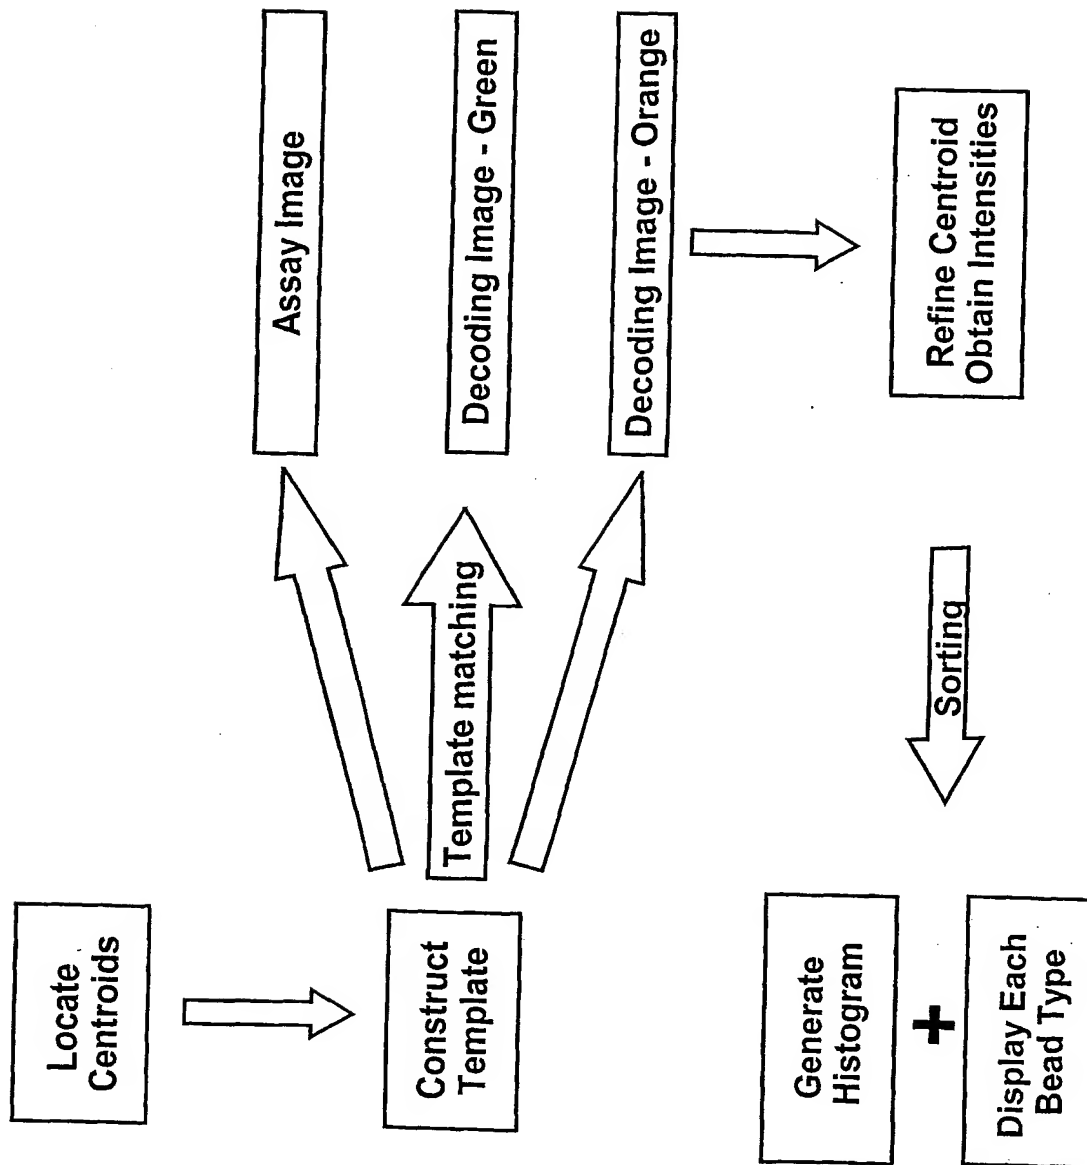 Locate
Centroids
Construct
Template
Template matching
Assay Image
Decoding Image - Green
Decoding Image - Orange
Refine Centroid
Obtain Intensities
Sorting
Generate
Histogram
+
Display Each
Bead Type